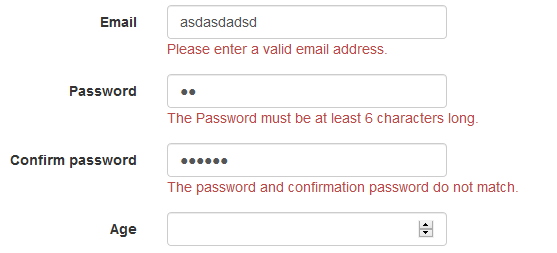 Email asdasdadsd
Please enter a valid email address.
Password ●●
The Password must be at least 6 characters long.
Confirm password ●●●●●●
The password and confirmation password do not match.
Age